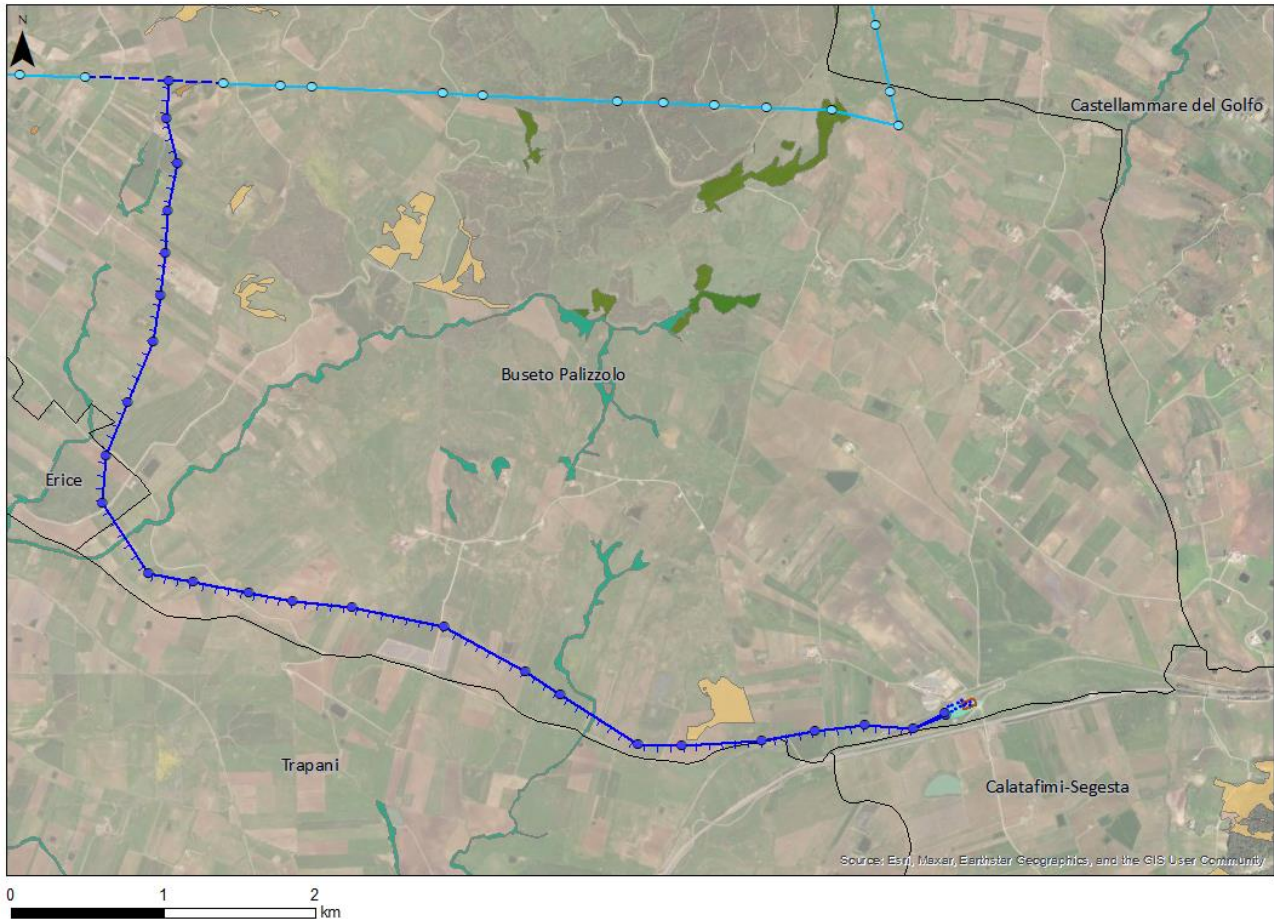 N
Castellammare del Golfo
Buseto Palizzolo
Erice
Trapani
Calatafimi-Segesta
Source: Esri, Maxar, Earthstar Geographics, and the GIS User Community
0 1 2
km